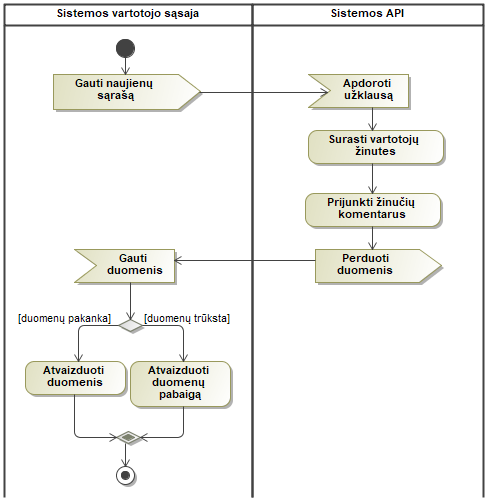 Sistemos vartotojo sąsaja
Sistemos API
Gauti naujienų
sąrašą
Apdoroti
užklausą
Surasti vartotojų
žinutes
Prijunkti žinučių
komentarus
Perduoti
duomenis
Gauti
duomenis
[duomenų pakanka]
[duomenų trūksta]
Atvaizduoti
duomenis
Atvaizduoti
duomenų
pabaigą